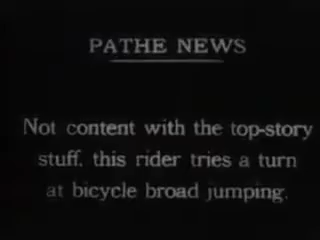 PATHE NEWS
Not content with the top-story
stuff, this rider tries a turn
at bicycle broad jumping.